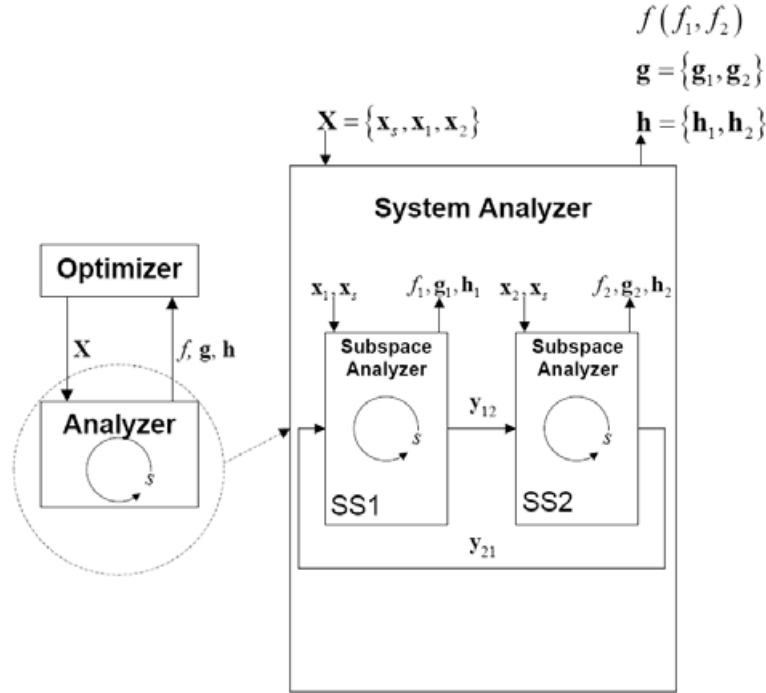 f(f₁, f₂)
g = {g₁, g₂}
X = {xₛ, x₁, x₂}
h = {h₁, h₂}
System Analyzer
Optimizer
x₁, xₛ
f₁, g₁, h₁
x₂, xₛ
f₂, g₂, h₂
Subspace
Analyzer
Subspace
Analyzer
X
f, g, h
Analyzer
s
y₁₂
s
s
SS1
SS2
y₂₁